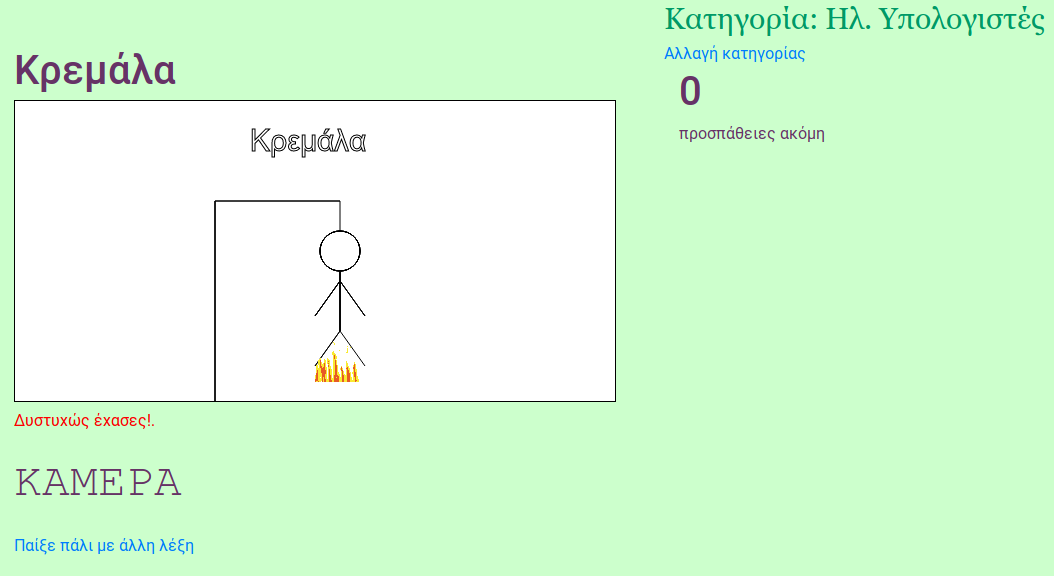 Κατηγορία: Ηλ. Υπολογιστές
Αλλαγή κατηγορίας
0
προσπάθειες ακόμη
Κρεμάλα
Κρεμάλα
Δυστυχώς έχασες!.
ΚΑΜΕΡΑ
Παίξε πάλι με άλλη λέξη